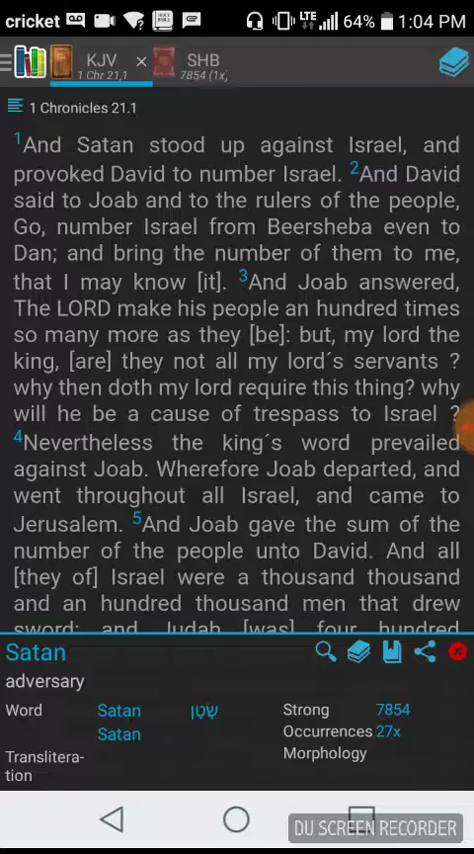 cricket LTE 64% 1:04 PM
KJV × SHB
1 Chr 21,1 7854 (1x)
1 Chronicles 21.1
1And Satan stood up against Israel, and
provoked David to number Israel. 2And David
said to Joab and to the rulers of the people,
Go, number Israel from Beersheba even to
Dan; and bring the number of them to me,
that I may know [it]. 3And Joab answered,
The LORD make his people an hundred times
so many more as they [be]: but, my lord the
king, [are] they not all my lord´s servants ?
why then doth my lord require this thing? why
will he be a cause of trespass to Israel ?
4Nevertheless the king´s word prevailed
against Joab. Wherefore Joab departed, and
went throughout all Israel, and came to
Jerusalem. 5And Joab gave the sum of the
number of the people unto David. And all
[they of] Israel were a thousand thousand
and an hundred thousand men that drew
sword: and Judah [was] four hundred
Satan
adversary
Word Satan שָׂטָן Strong 7854
Satan Occurrences 27x
Translitera-
tion
Morphology
DU SCREEN RECORDER